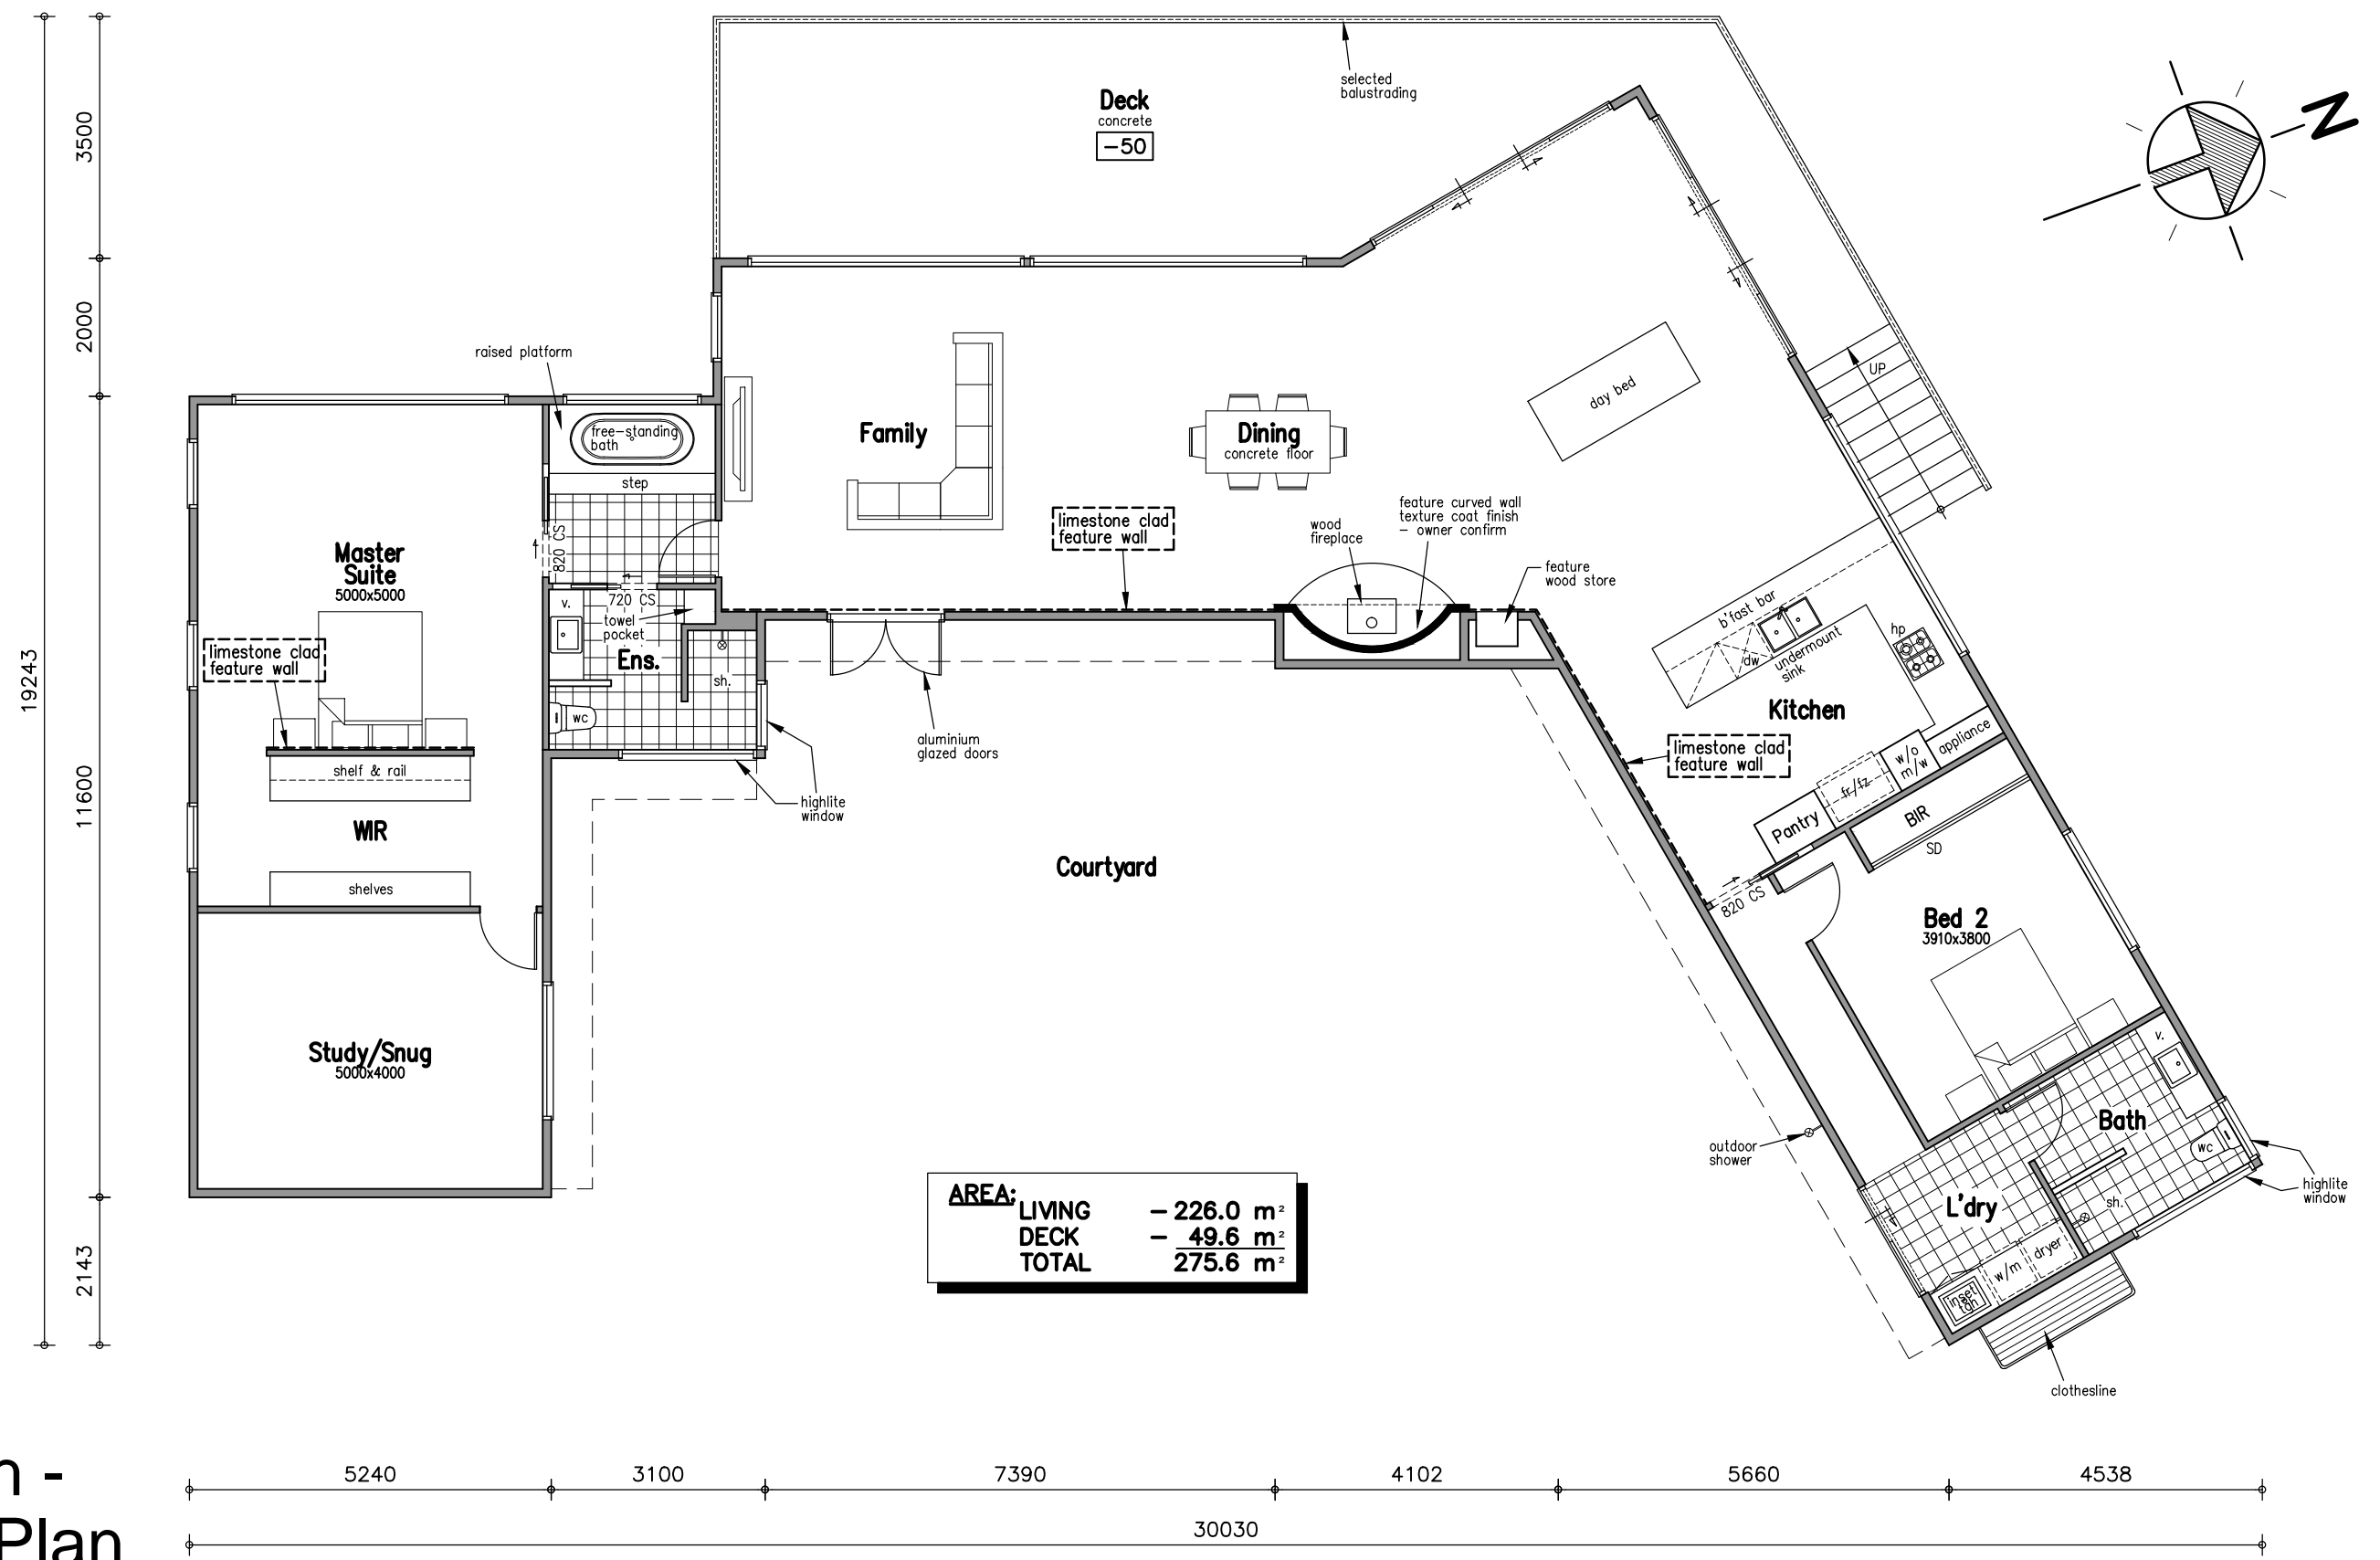 3500
2000
19243
11600
2143
Deck
concrete
-50
selected
balustrading
N
raised platform
free-standing
bath
step
820 CS
720 CS
v.
towel
pocket
Ens.
sh.
wc
Master
Suite
5000x5000
limestone clad
feature wall
shelf & rail
WIR
shelves
Study/Snug
5000x4000
Family
Dining
concrete floor
day bed
UP
limestone clad
feature wall
wood
fireplace
feature curved wall
texture coat finish
- owner confirm
feature
wood store
aluminium
glazed doors
highlite
window
Courtyard
b'fast bar
dw
undermount
sink
hp
Kitchen
limestone clad
feature wall
appliance
w/o
m/w
fr/fz
Pantry
BIR
SD
820 CS
Bed 2
3910x3800
v.
Bath
wc
highlite
window
outdoor
shower
L'dry
sh.
dryer
w/m
inset
clothesline
AREA:
LIVING - 226.0 m²
DECK - 49.6 m²
TOTAL 275.6 m²
n -
Plan
5240 3100 7390 4102 5660 4538
30030